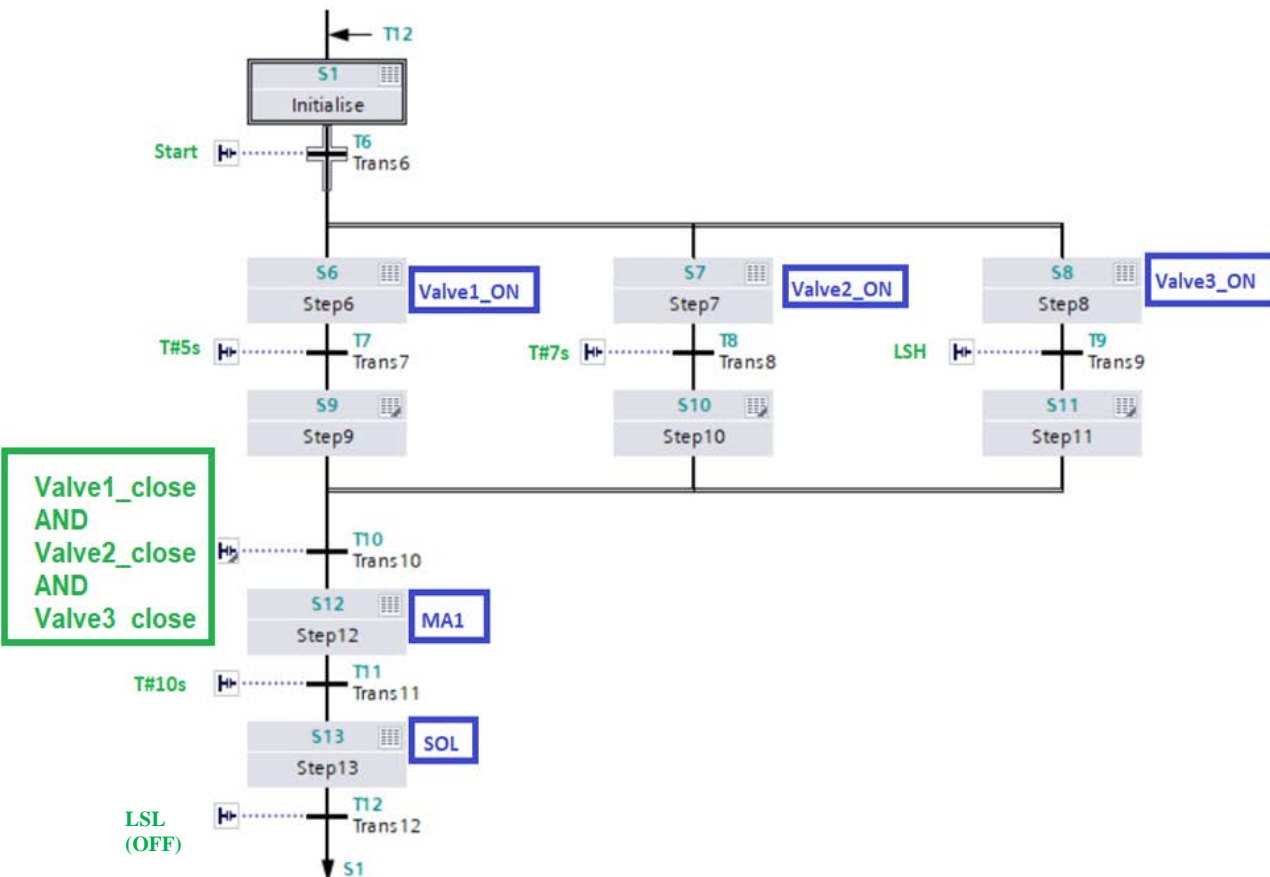 T12
S1
Initialise
Start
T6
Trans6
S6
Step6
Valve1_ON
S7
Step7
Valve2_ON
S8
Step8
Valve3_ON
T#5s
T7
Trans7
T#7s
T8
Trans8
LSH
T9
Trans9
S9
Step9
S10
Step10
S11
Step11
Valve1_close
AND
Valve2_close
AND
Valve3 close
T10
Trans10
S12
Step12
MA1
T#10s
T11
Trans11
S13
Step13
SOL
LSL
(OFF)
T12
Trans12
S1